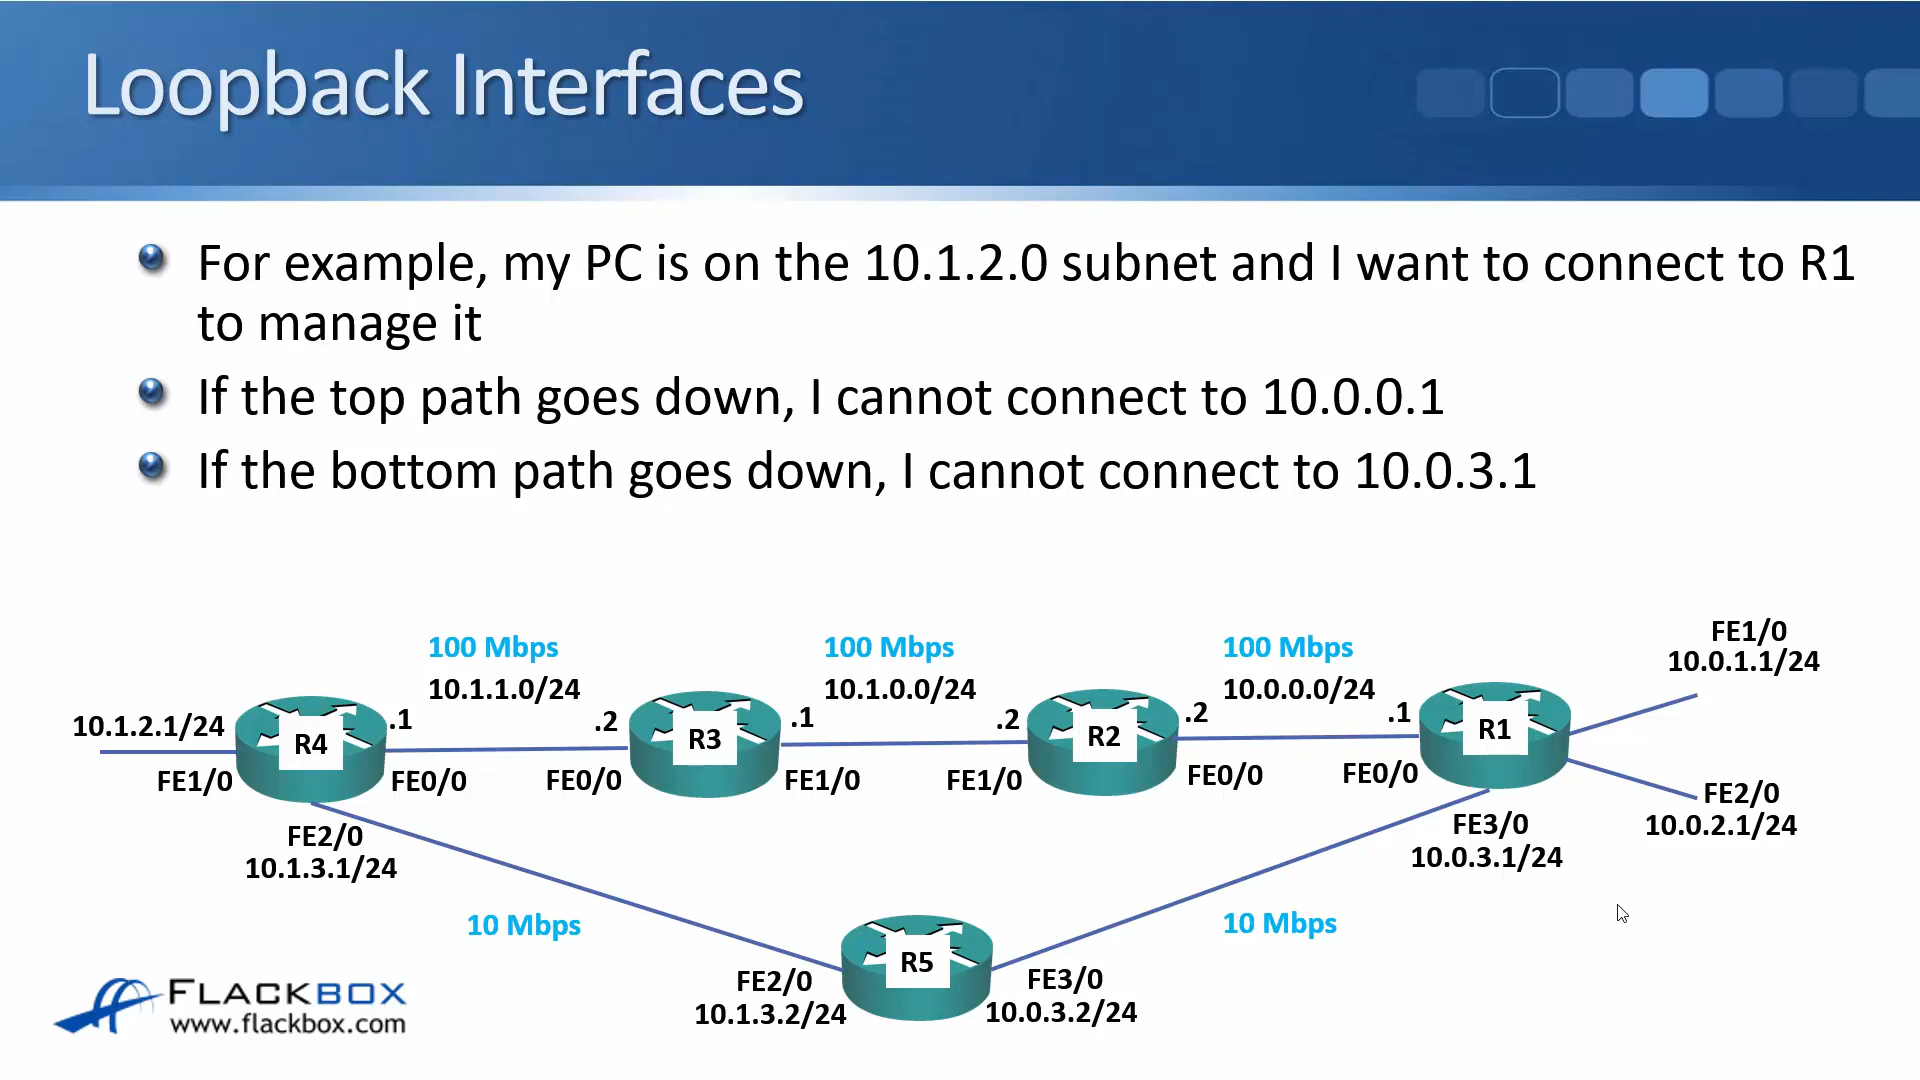 Loopback Interfaces
For example, my PC is on the 10.1.2.0 subnet and I want to connect to R1
to manage it
If the top path goes down, I cannot connect to 10.0.0.1
If the bottom path goes down, I cannot connect to 10.0.3.1
100 Mbps
10.1.1.0/24
100 Mbps
10.1.0.0/24
100 Mbps
10.0.0.0/24
FE1/0
10.0.1.1/24
10.1.2.1/24
FE1/0
R4
.1
FE0/0
.2
FE0/0
R3
.1
FE1/0
.2
FE1/0
R2
.2
FE0/0
.1
FE0/0
R1
FE2/0
10.0.2.1/24
FE2/0
10.1.3.1/24
FE3/0
10.0.3.1/24
10 Mbps
10 Mbps
R5
FE2/0
10.1.3.2/24
FE3/0
10.0.3.2/24
FLACKBOX
www.flackbox.com